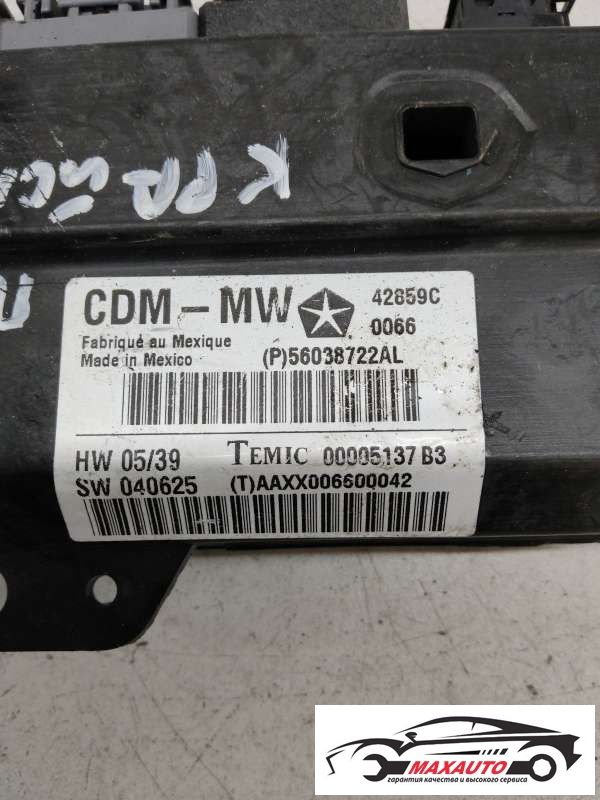 КРД
CDM – MW
42859C
0066
Fabriqué au Mexique
Made in Mexico
(P)56038722AL
HW 05/39
TEMIC 00005137 B3
SW 040625
(T)AAXX006600042
MAXAUTO
гарантия качества и высокого сервиса